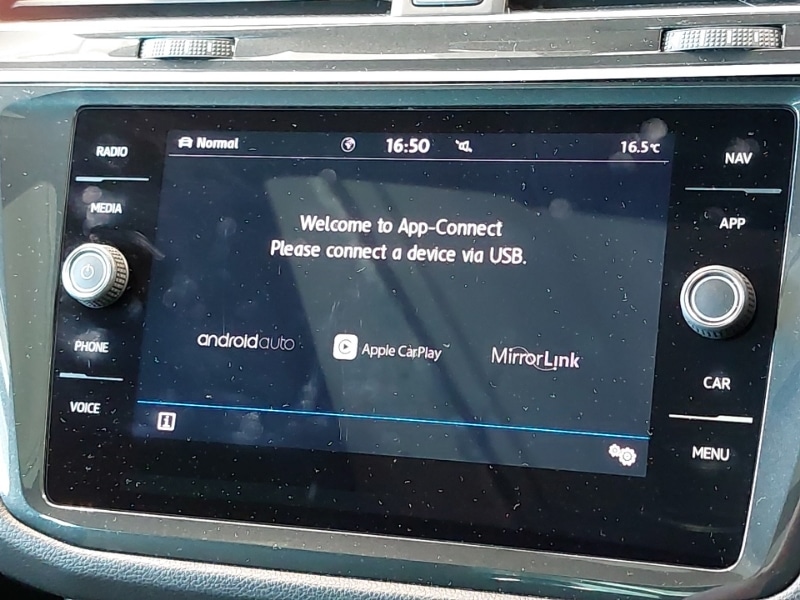 RADIO
MEDIA
PHONE
VOICE
Normal
16:50
16.5°C
Welcome to App-Connect
Please connect a device via USB.
androidauto
Apple CarPlay
MirrorLink
i
NAV
APP
CAR
MENU